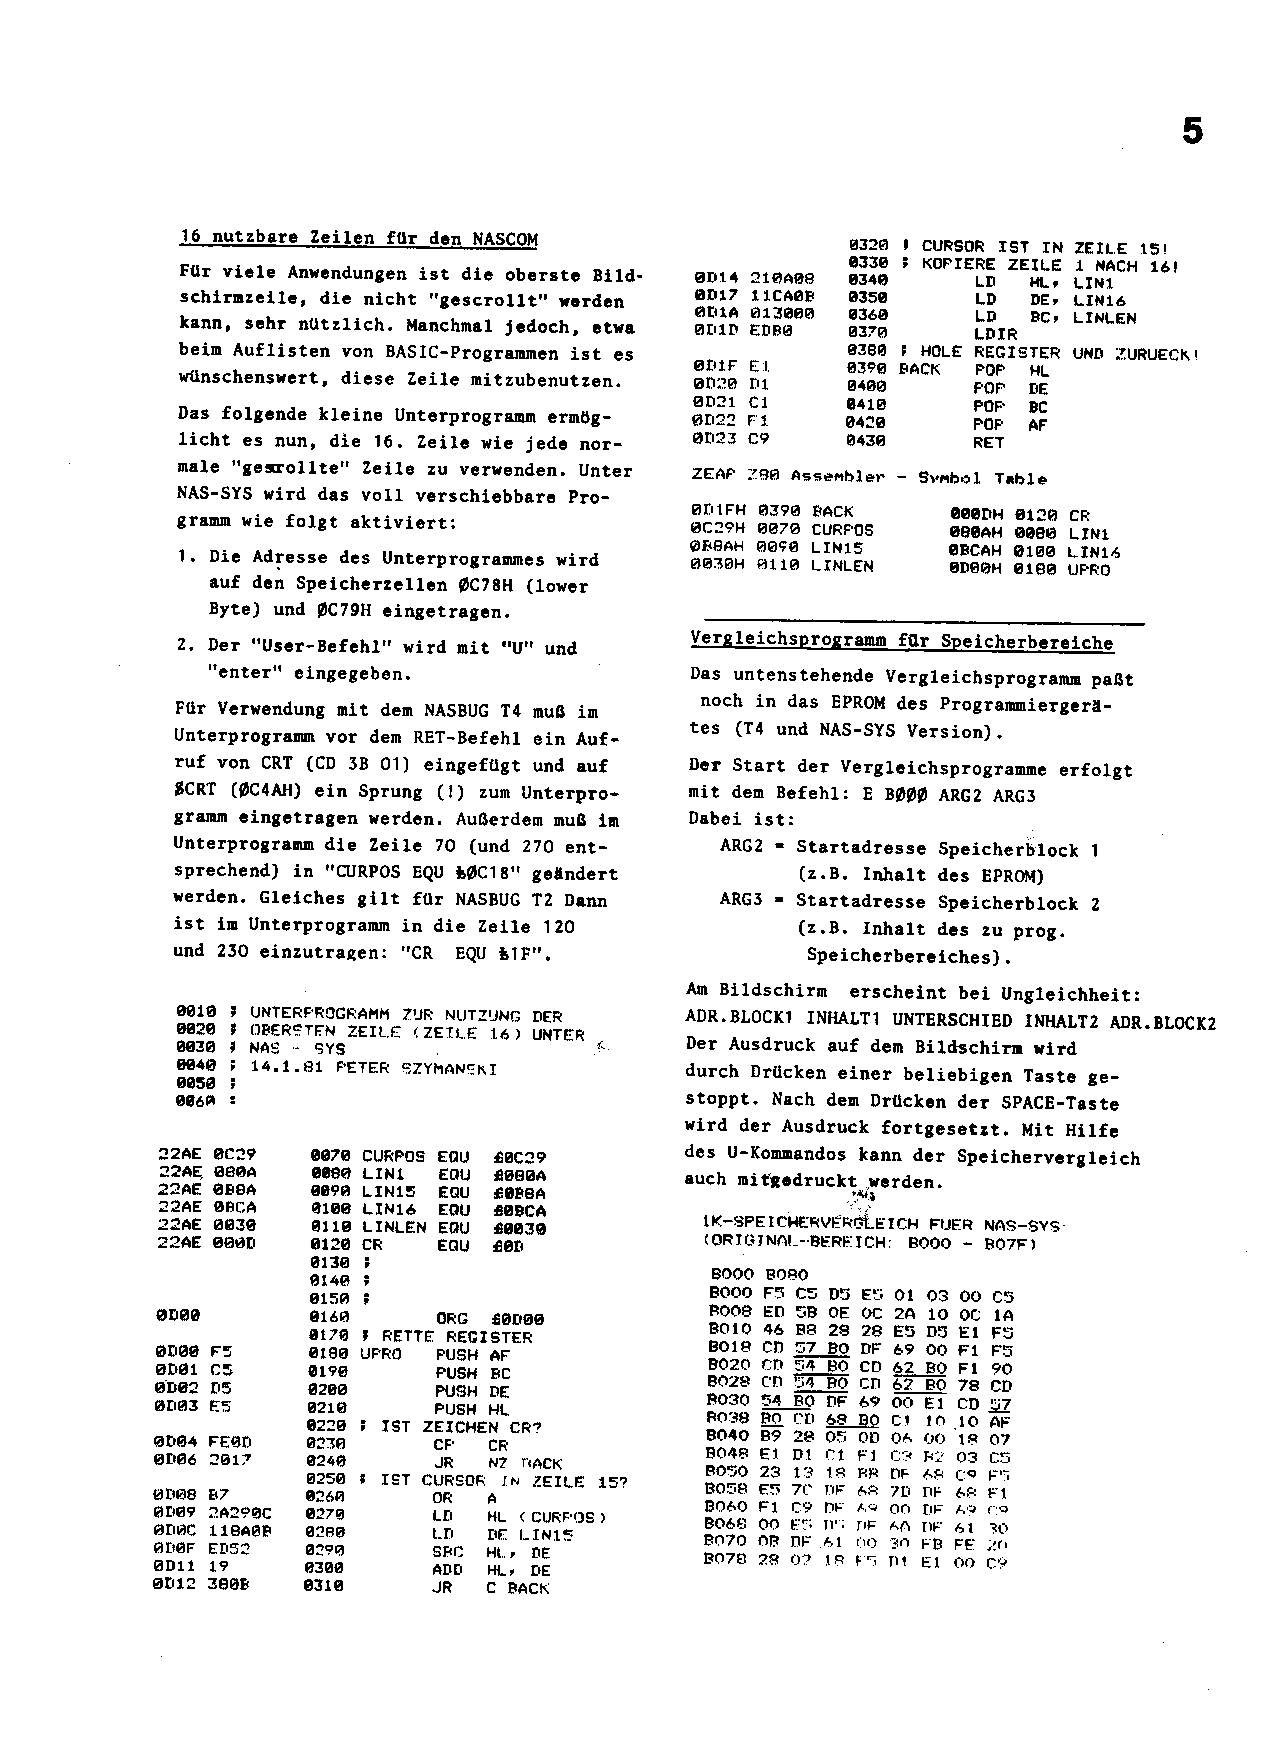 5
16 nutzbare Zeilen für den NASCOM
Für viele Anwendungen ist die oberste Bild-
schirmzeile, die nicht "gescrollt" werden
kann, sehr nützlich. Manchmal jedoch, etwa
beim Auflisten von BASIC-Programmen ist es
wünschenswert, diese Zeile mitzubenutzen.
Das folgende kleine Unterprogramm ermög-
licht es nun, die 16. Zeile wie jede nor-
male "gescrollte" Zeile zu verwenden. Unter
NAS-SYS wird das voll verschiebbare Pro-
gramm wie folgt aktiviert:
1. Die Adresse des Unterprogrammes wird
auf den Speicherzellen ØC78H (lower
Byte) und ØC79H eingetragen.
2. Der "User-Befehl" wird mit "U" und
"enter" eingegeben.
Für Verwendung mit dem NASBUG T4 muß im
Unterprogramm vor dem RET-Befehl ein Auf-
ruf von CRT (CD 3B 01) eingefügt und auf
$CRT (ØC4AH) ein Sprung (!) zum Unterpro-
gramm eingetragen werden. Außerdem muß im
Unterprogramm die Zeile 70 (und 270 ent-
sprechend) in "CURPOS EQU £ØC18" geändert
werden. Gleiches gilt für NASBUG T2 Dann
ist im Unterprogramm in die Zeile 120
und 230 einzutragen: "CR  EQU £1F".
0010 ; UNTERPROGRAMM ZUR NUTZUNG DER
0020 ; OBERSTEN ZEILE (ZEILE 16) UNTER
0030 ; NAS - SYS
0040 ; 14.1.81 PETER SZYMANSKI
0050 ;
0060 ;
22AE 0C29 0070 CURPOS EQU £0C29
22AE 080A 0080 LIN1 EQU £080A
22AE 0B8A 0090 LIN15 EQU £0B8A
22AE 0BCA 0100 LIN16 EQU £0BCA
22AE 0030 0110 LINLEN EQU £0030
22AE 000D 0120 CR EQU £0D
0130 ;
0140 ;
0150 ;
0D00 0160 ORG £0D00
0170 ; RETTE REGISTER
0D00 F5 0180 UPRO PUSH AF
0D01 C5 0190 PUSH BC
0D02 D5 0200 PUSH DE
0D03 E5 0210 PUSH HL
0220 ; IST ZEICHEN CR?
0D04 FE0D 0230 CP CR
0D06 2017 0240 JR NZ BACK
0250 ; IST CURSOR IN ZEILE 15?
0D08 B7 0260 OR A
0D09 2A290C 0270 LD HL (CURPOS)
0D0C 118A0B 0280 LD DE LIN15
0D0F ED52 0290 SBC HL, DE
0D11 19 0300 ADD HL, DE
0D12 380B 0310 JR C BACK
0320 ; CURSOR IST IN ZEILE 15!
0330 ; KOPIERE ZEILE 1 NACH 16!
0D14 210A08 0340 LD HL, LIN1
0D17 11CA0B 0350 LD DE, LIN16
0D1A 013000 0360 LD BC, LINLEN
0D1D EDB0 0370 LDIR
0380 ; HOLE REGISTER UND ZURUECK!
0D1F E1 0390 BACK POP HL
0D20 D1 0400 POP DE
0D21 C1 0410 POP BC
0D22 F1 0420 POP AF
0D23 C9 0430 RET
ZEAP Z80 Assembler - Symbol Table
0D1FH 0390 BACK 000DH 0120 CR
0C29H 0070 CURPOS 080AH 0080 LIN1
0B8AH 0090 LIN15 0BCAH 0100 LIN16
0030H 0110 LINLEN 0D00H 0180 UPRO
Vergleichsprogramm für Speicherbereiche
Das untenstehende Vergleichsprogramm paßt
noch in das EPROM des Programmiergerä-
tes (T4 und NAS-SYS Version).
Der Start der Vergleichsprogramme erfolgt
mit dem Befehl: E BØØØ ARG2 ARG3
Dabei ist:
ARG2 = Startadresse Speicherblock 1
(z.B. Inhalt des EPROM)
ARG3 = Startadresse Speicherblock 2
(z.B. Inhalt des zu prog.
Speicherbereiches).
Am Bildschirm erscheint bei Ungleichheit:
ADR.BLOCK1 INHALT1 UNTERSCHIED INHALT2 ADR.BLOCK2
Der Ausdruck auf dem Bildschirm wird
durch Drücken einer beliebigen Taste ge-
stoppt. Nach dem Drücken der SPACE-Taste
wird der Ausdruck fortgesetzt. Mit Hilfe
des U-Kommandos kann der Speichervergleich
auch mitgedruckt werden.
1K-SPEICHERVERGLEICH FUER NAS-SYS
(ORIGINAL-BEREICH: B000 - B07F)
B000 B080
B000 F5 C5 D5 E5 01 03 00 C5
B008 ED 5B 0E 0C 2A 10 0C 1A
B010 46 B8 28 28 E5 D5 E1 F5
B018 CD 57 B0 DF 69 00 F1 F5
B020 CD 54 B0 CD 62 B0 F1 90
B028 CD 54 B0 CD 62 B0 78 CD
B030 54 B0 DF 69 00 E1 CD 57
B038 B0 CD 68 B0 C1 10 10 AF
B040 B9 28 05 0D 06 00 18 07
B048 E1 D1 C1 F1 C3 B2 03 C5
B050 23 13 18 BB DF 68 C9 F5
B058 E5 7C DF 68 7D DF 68 F1
B060 F1 C9 DF 69 00 DF 69 C9
B068 00 E5 D5 DF 6A DF 61 30
B070 0B DF 61 00 30 FB FE 20
B078 28 02 18 F5 D1 E1 00 C9